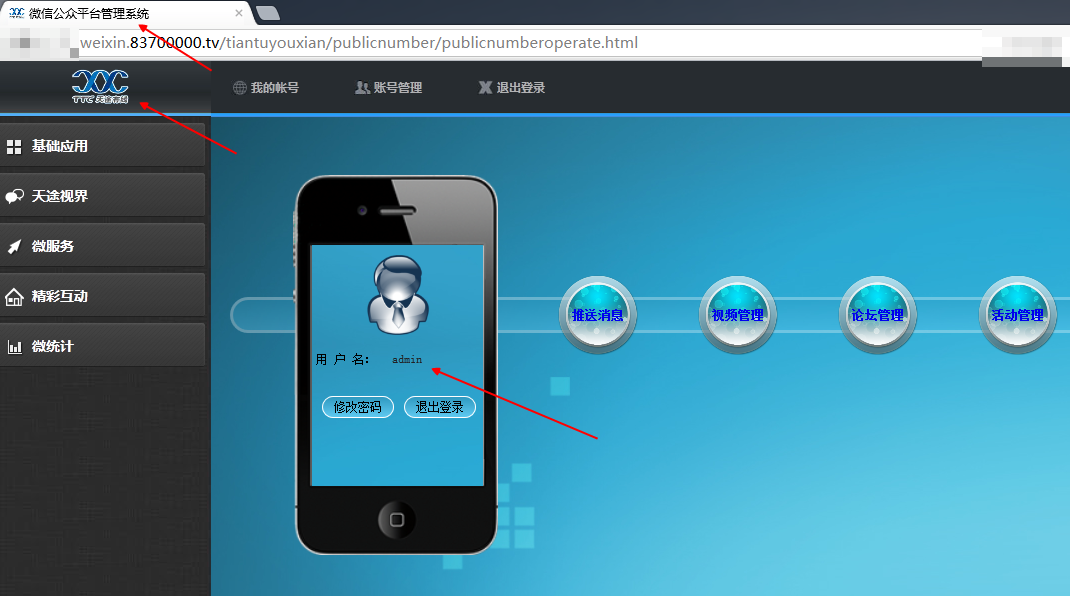 微信公众平台管理系统
weixin.83700000.tv/tiantuyouxian/publicnumber/publicnumberoperate.html
TTC 天途有线
我的帐号
账号管理
退出登录
基础应用
天途视界
微服务
精彩互动
微统计
用 户 名： admin
修改密码 退出登录
推送消息 视频管理 论坛管理 活动管理